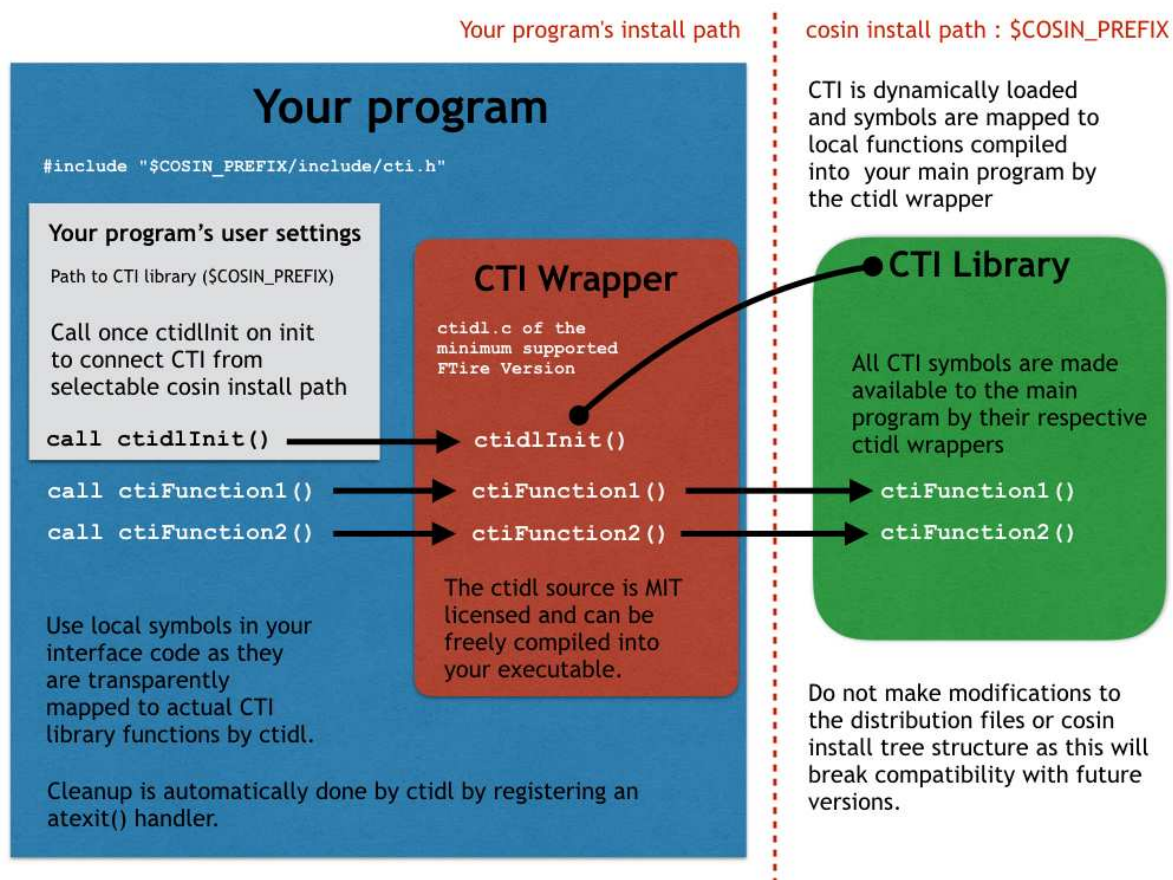 Your program's install path
cosin install path : $COSIN_PREFIX
Your program
#include "$COSIN_PREFIX/include/cti.h"
Your program's user settings
Path to CTI library ($COSIN_PREFIX)
Call once ctidlInit on init
to connect CTI from
selectable cosin install path
call ctidlInit()
call ctiFunction1()
call ctiFunction2()
Use local symbols in your
interface code as they
are transparently
mapped to actual CTI
library functions by ctidl.
Cleanup is automatically done by ctidl by registering an
atexit() handler.
CTI Wrapper
ctidl.c of the
minimum supported
FTire Version
ctidlInit()
ctiFunction1()
ctiFunction2()
The ctidl source is MIT
licensed and can be
freely compiled into
your executable.
CTI is dynamically loaded
and symbols are mapped to
local functions compiled
into your main program by
the ctidl wrapper
CTI Library
All CTI symbols are made
available to the main
program by their respective
ctidl wrappers
ctiFunction1()
ctiFunction2()
Do not make modifications to
the distribution files or cosin
install tree structure as this will
break compatibility with future
versions.